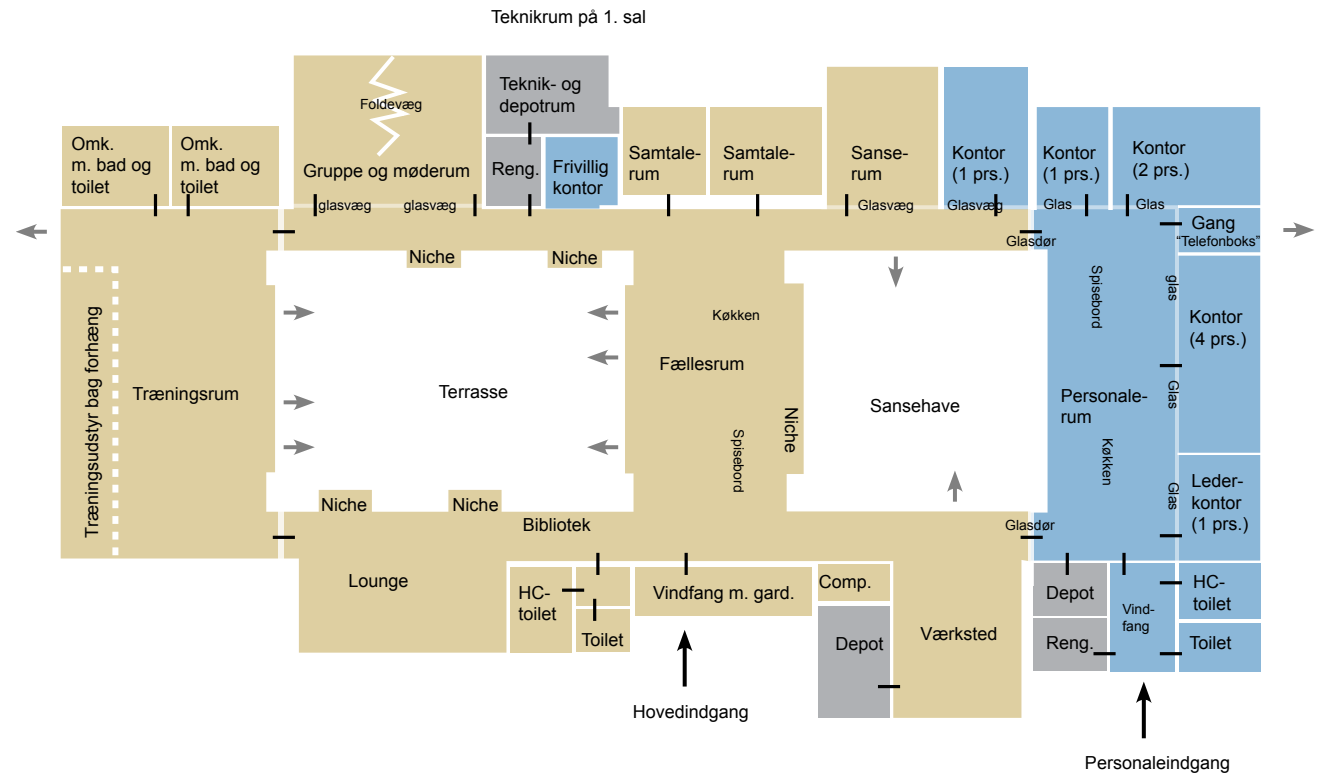 Teknikrum på 1. sal
Foldevæg
Teknik- og
depotrum
Omk.
m. bad og
toilet
Omk.
m. bad og
toilet
Gruppe og møderum
Reng.
Frivillig
kontor
Samtale-
rum
Samtale-
rum
Sanse-
rum
Kontor
(1 prs.)
Kontor
(1 prs.)
Kontor
(2 prs.)
glasvæg
glasvæg
Glasvæg
Glasvæg
Glas
Glas
Glasdør
Gang
“Telefonboks”
Niche
Niche
Spisebord
glas
Kontor
(4 prs.)
Køkken
Fællesrum
Træningsudstyr bag forhæng
Træningsrum
Terrasse
Niche
Sansehave
Personale-
rum
Glas
Spisebord
Køkken
Niche
Niche
Bibliotek
Glasdør
Glas
Leder-
kontor
(1 prs.)
Lounge
HC-
toilet
Toilet
Vindfang m. gard.
Comp.
Depot
Værksted
Depot
Reng.
Vind-
fang
HC-
toilet
Toilet
Hovedindgang
Personaleindgang